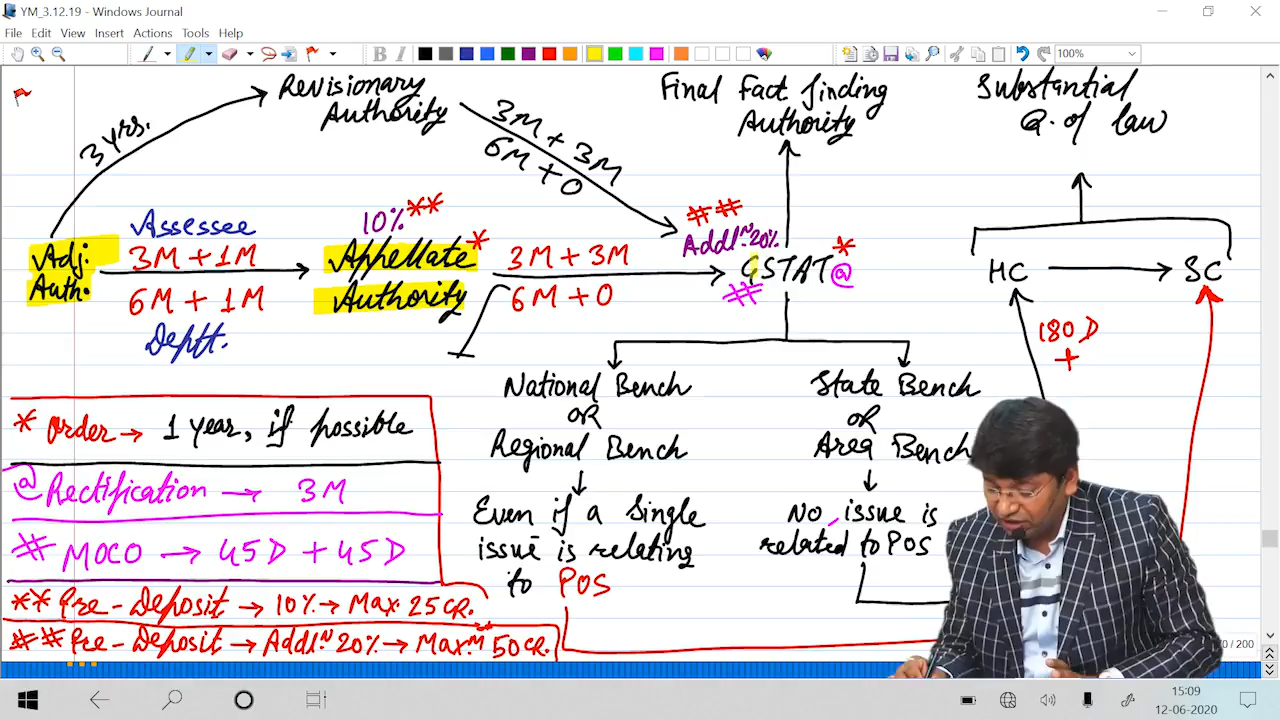 YM_3.12.19 - Windows Journal
File Edit View Insert Actions Tools Help
100%
Revisionary
Authority
3 yrs.
3M + 3M
6M + 0
Final Fact finding
Authority
Substantial
Q. of law
Adj.
Auth.
Assessee
3M + 1M
6M + 1M
Deptt.
10% **
Appellate *
Authority
3M + 3M
6M + 0
# #
Addl.ᴺ 20%
GSTAT * @
##
HC
SC
180 D
+
National Bench
OR
Regional Bench
Even if a Single
issue is relating
to POS
State Bench
OR
Area Bench
No issue is
related to POS
* Order → 1 year, if possible
@ Rectification → 3M
# MOCO → 45D + 45D
** Pre-Deposit → 10% → Max. 25 CR.
## Pre-Deposit → Addl.ᴺ 20% → Max.ᴹ 50 CR.
/ 200
15:09
12-06-2020